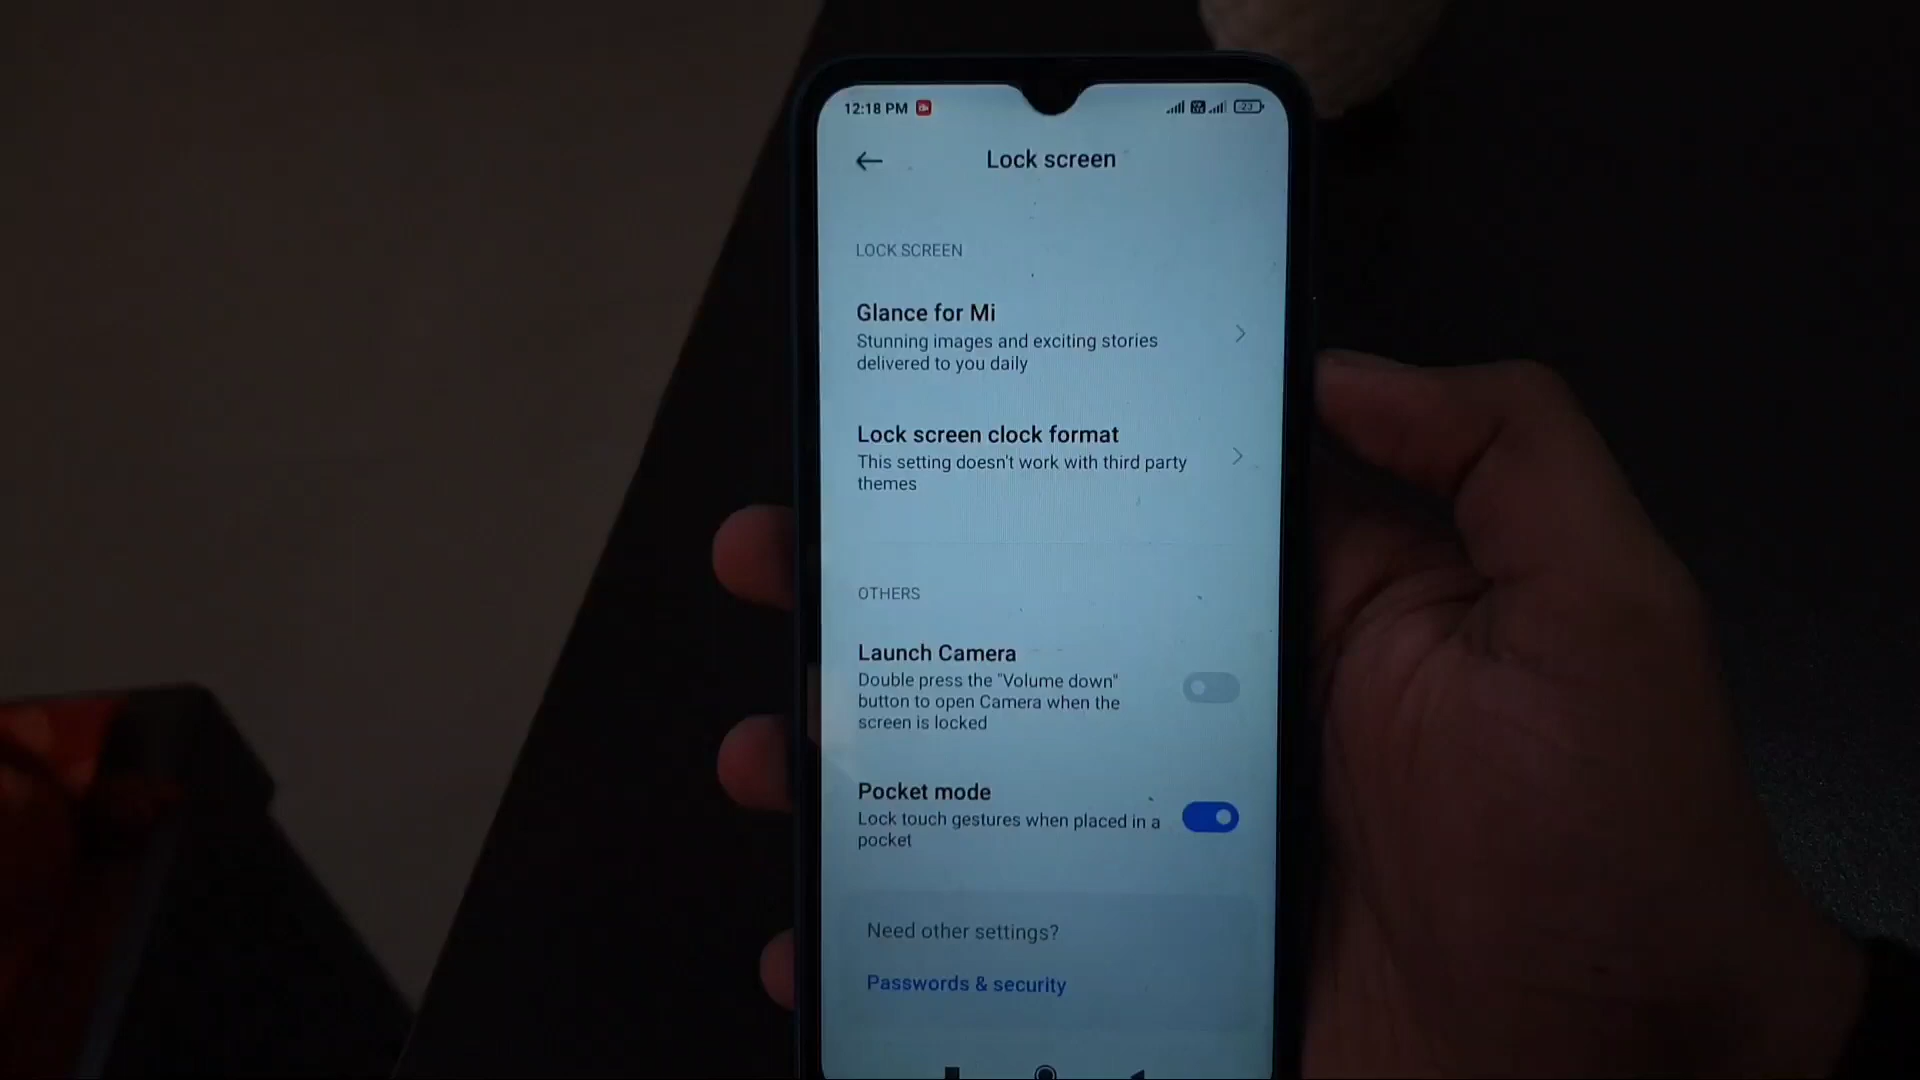 12:18 PM
23
Lock screen
LOCK SCREEN
Glance for Mi
Stunning images and exciting stories
delivered to you daily
Lock screen clock format
This setting doesn't work with third party
themes
OTHERS
Launch Camera
Double press the "Volume down"
button to open Camera when the
screen is locked
Pocket mode
Lock touch gestures when placed in a
pocket
Need other settings?
Passwords & security